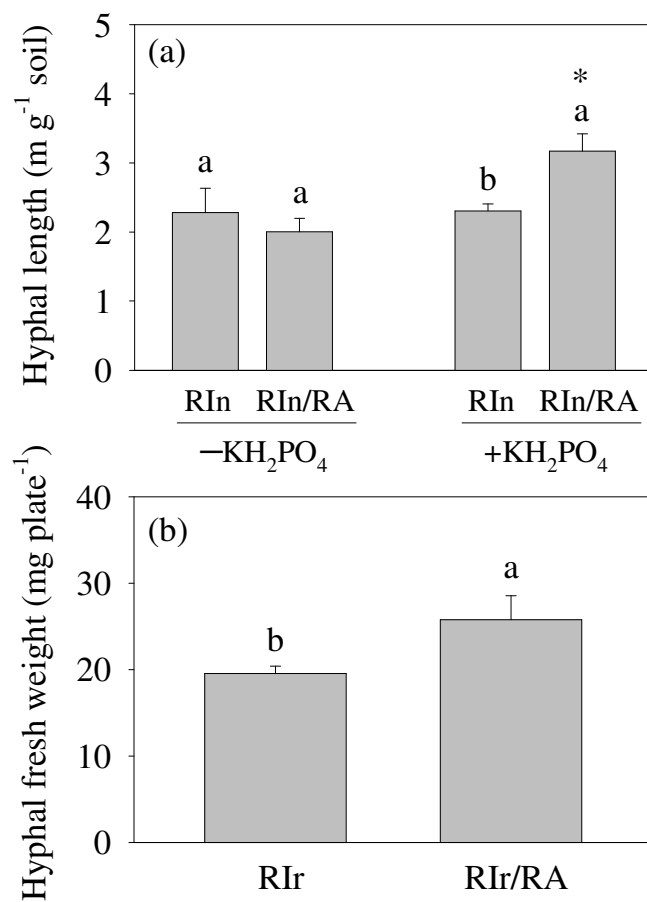 Hyphal length (m g⁻¹ soil)
5
4
3
2
1
0
(a)
a
a
b
*
a
RIn RIn/RA RIn RIn/RA
−KH₂PO₄ +KH₂PO₄
Hyphal fresh weight (mg plate⁻¹)
40
30
20
10
0
(b)
b
a
RIr RIr/RA